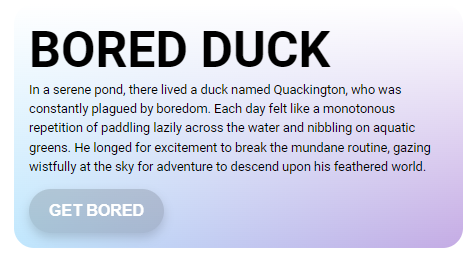 BORED DUCK
In a serene pond, there lived a duck named Quackington, who was
constantly plagued by boredom. Each day felt like a monotonous
repetition of paddling lazily across the water and nibbling on aquatic
greens. He longed for excitement to break the mundane routine, gazing
wistfully at the sky for adventure to descend upon his feathered world.
GET BORED